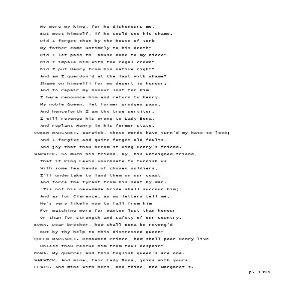 No more my king, for he dishonours me,
But most himself, if he could see his shame.
Did I forget that by the house of York
My father came untimely to his death?
Did I let pass the abuse done to my niece?
Did I impale him with the regal crown?
Did I put Henry from his native right?
And am I guerdon'd at the last with shame?
Shame on himself! for my desert is honour:
And to repair my honour lost for him,
I here renounce him and return to Henry.
My noble queen, let former grudges pass,
And henceforth I am thy true servitor:
I will revenge his wrong to Lady Bona,
And replant Henry in his former state.
QUEEN MARGARET. Warwick, these words have turn'd my hate to love;
And I forgive and quite forget old faults,
And joy that thou becom'st King Henry's friend.
WARWICK. So much his friend, ay, his unfeigned friend,
That if King Lewis vouchsafe to furnish us
With some few bands of chosen soldiers,
I'll undertake to land them on our coast
And force the tyrant from his seat by war.
'Tis not his new-made bride shall succour him;
And as for Clarence, as my letters tell me,
He's very likely now to fall from him
For matching more for wanton lust than honour
Or than for strength and safety of our country.
BONA. Dear brother, how shall Bona be revenged
But by thy help to this distressed queen?
QUEEN MARGARET. Renowned prince, how shall poor Henry live
Unless thou rescue him from foul despair?
BONA. My quarrel and this English queen's are one.
WARWICK. And mine, fair Lady Bona, joins with yours.
LEWIS. And mine with hers, and thine, and Margaret's.